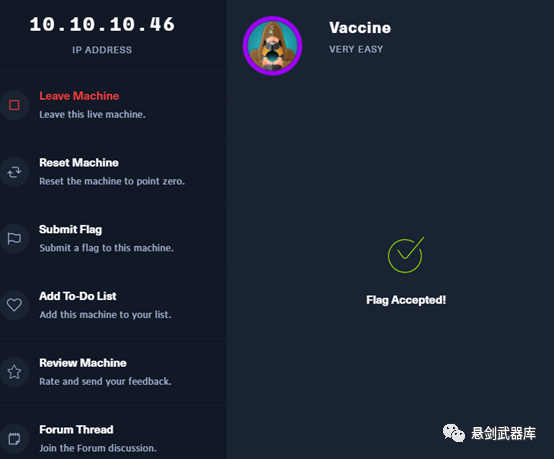 10.10.10.46
IP ADDRESS
Leave Machine
Leave this live machine.
Reset Machine
Reset the machine to point zero.
Submit Flag
Submit a flag to this machine.
Add To-Do List
Add this machine to your list.
Review Machine
Rate and send your feedback.
Forum Thread
Join the Forum discussion.
Vaccine
VERY EASY
Flag Accepted!
悬剑武器库